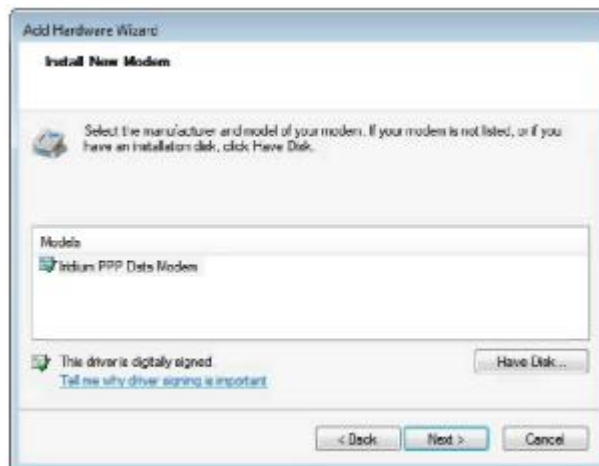 Add Hardware Wizard
Install New Modem
Select the manufacturer and model of your modem. If your modem is not listed, or if you
have an installation disk, click Have Disk.
Models
Iridium PPP Data Modem
This driver is digitally signed.
Have Disk...
Tell me why driver signing is important
< Back
Next >
Cancel